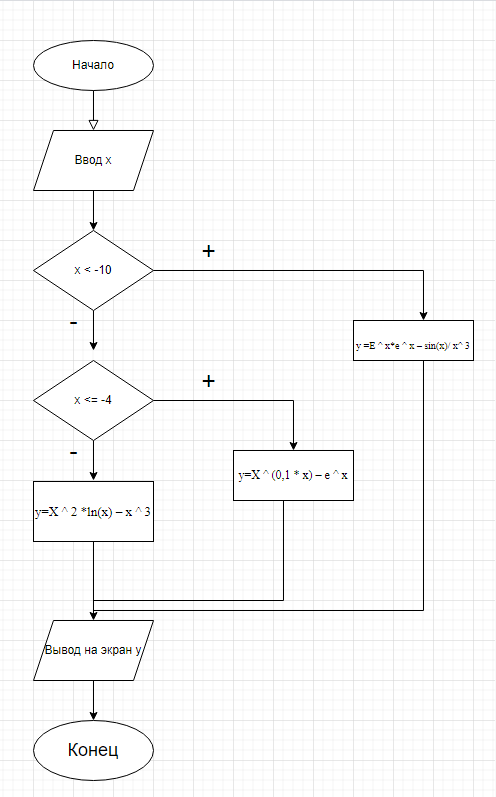 Начало
Ввод x
x < -10
+
-
y =E ^ x*e ^ x – sin(x)/ x^ 3
x <= -4
+
-
y=X ^ (0,1 * x) – e ^ x
y=X ^ 2 *ln(x) – x ^ 3
Вывод на экран y
Конец